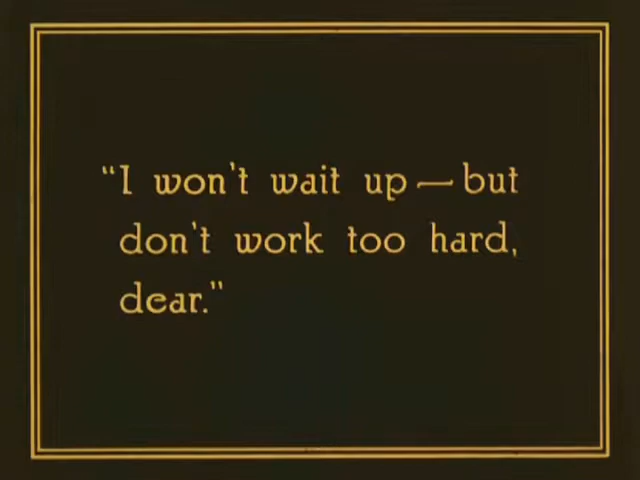 “I won't wait up — but
don't work too hard,
dear."